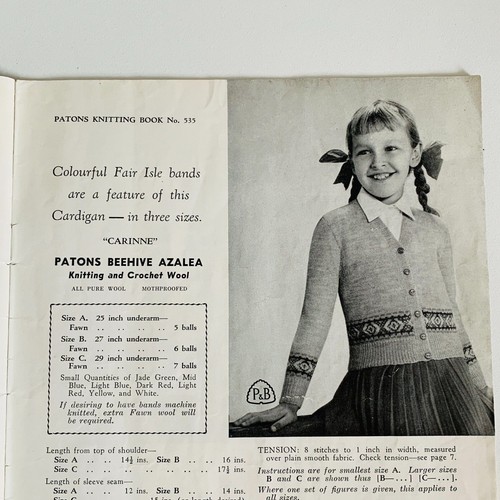 PATONS KNITTING BOOK No. 535
Colourful Fair Isle bands
are a feature of this
Cardigan — in three sizes.
"CARINNE"
PATONS BEEHIVE AZALEA
Knitting and Crochet Wool
ALL PURE WOOL MOTHPROOFED
Size A. 25 inch underarm—
Fawn .. .. .. .. 5 balls
Size B. 27 inch underarm—
Fawn .. .. .. .. 6 balls
Size C. 29 inch underarm—
Fawn .. .. .. .. 7 balls
Small Quantities of Jade Green, Mid
Blue, Light Blue, Dark Red, Light
Red, Yellow, and White.
If desiring to have bands machine
knitted, extra Fawn wool will
be required.
Length from top of shoulder—
Size A .. .. 14½ ins. Size B .. .. 16 ins.
Size C .. .. .. .. .. .. .. 17½ ins.
Length of sleeve seam—
Size A .. .. 12 ins. Size B .. .. 14 ins.
P&B
TENSION: 8 stitches to 1 inch in width, measured
over plain smooth fabric. Check tension—see page 7.
Instructions are for smallest size A. Larger sizes
B and C are shown thus [B—...] [C—...].
Where one set of figures is given, this applies to
all sizes.